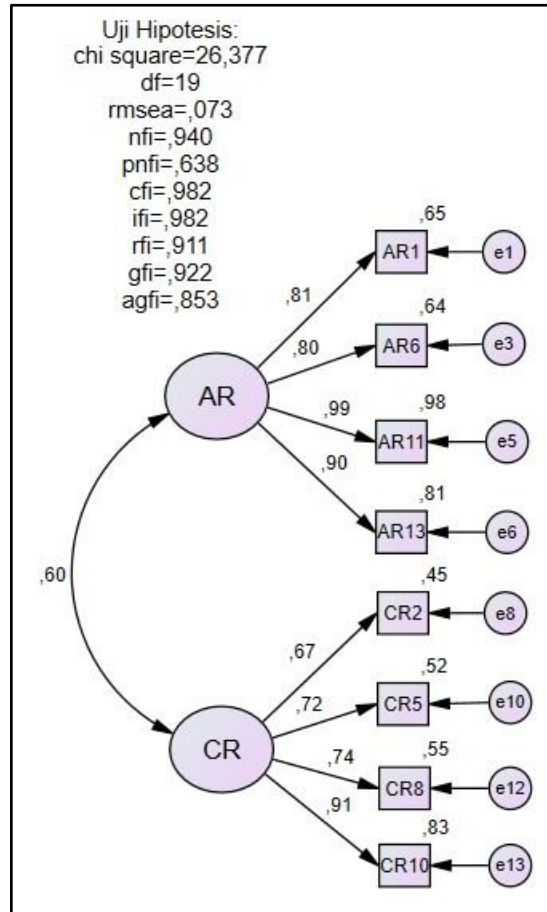 Uji Hipotesis:
chi square=26,377
df=19
rmsea=,073
nfi=,940
pnfi=,638
cfi=,982
ifi=,982
rfi=,911
gfi=,922
agfi=,853
,65
AR1
e1
,81
,64
AR6
e3
,80
AR
,98
AR11
e5
,99
,81
AR13
e6
,90
,60
,45
CR2
e8
,67
,52
CR5
e10
,72
CR
,55
CR8
e12
,74
,83
CR10
e13
,91